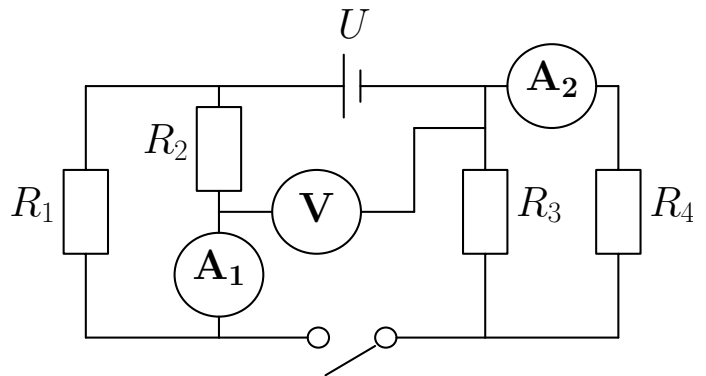 U
A₂
R₂
R₁
V
R₃
R₄
A₁